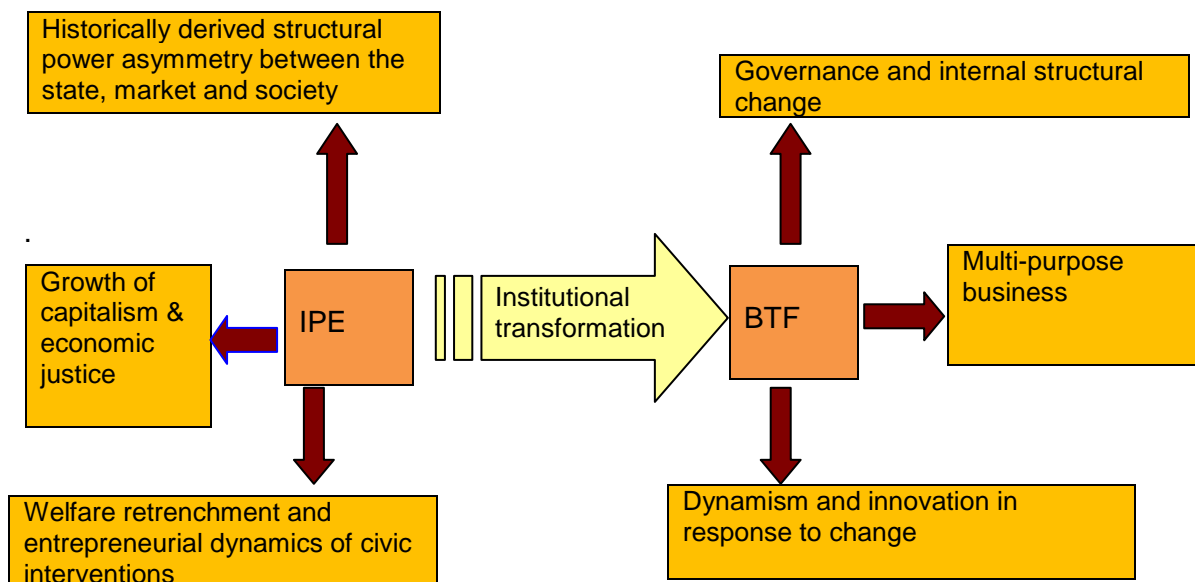 Historically derived structural
power asymmetry between the
state, market and society
Governance and internal structural
change
.
Growth of
capitalism &
economic
justice
IPE
Institutional
transformation
BTF
Multi-purpose
business
Welfare retrenchment and
entrepreneurial dynamics of civic
interventions
Dynamism and innovation in
response to change